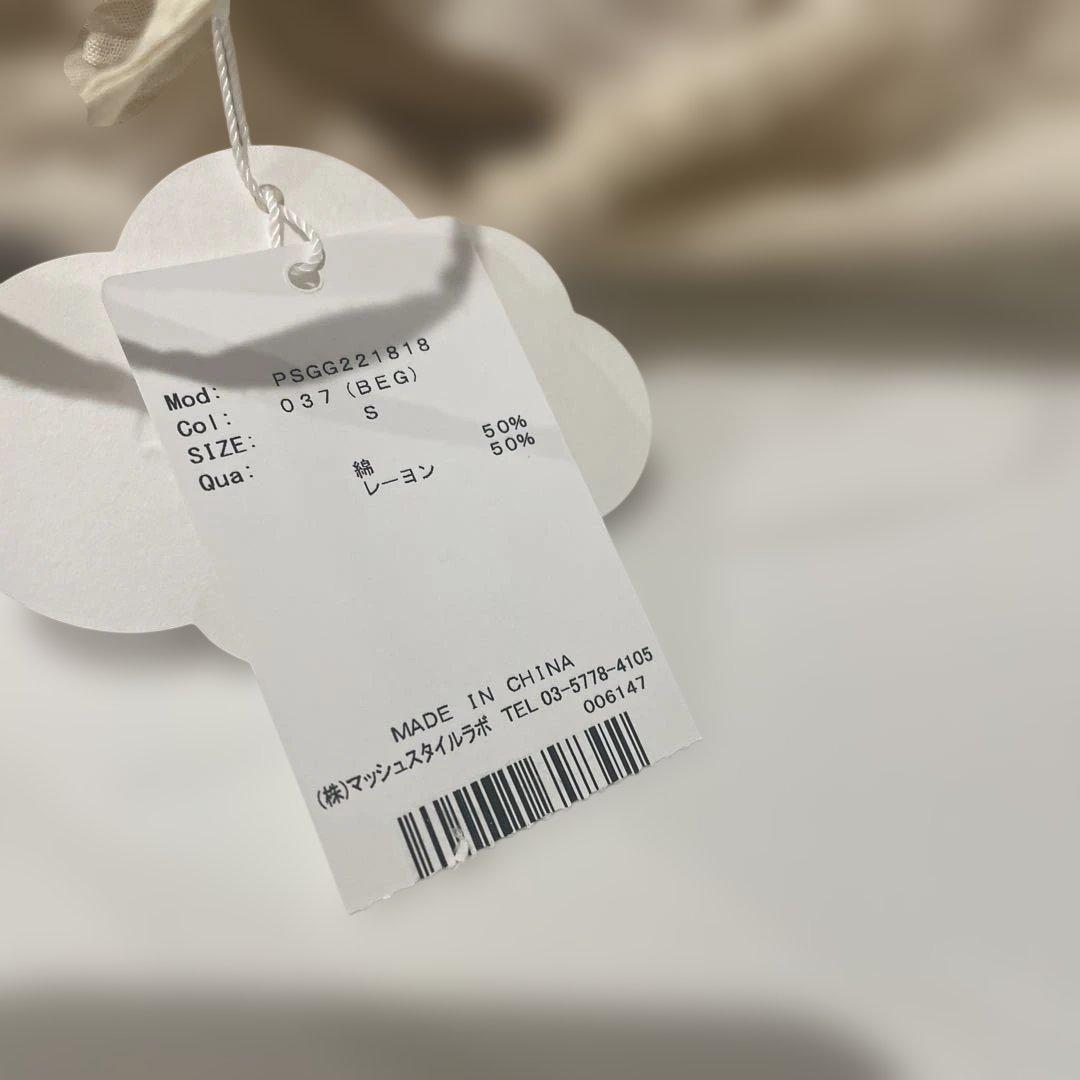 Mod: PSGG221818
Col: 037 (BEG)
SIZE: S
Qua: 綿 50%
レーヨン 50%
MADE IN CHINA
(株)マッシュスタイルラボ TEL 03-5778-4105
006147